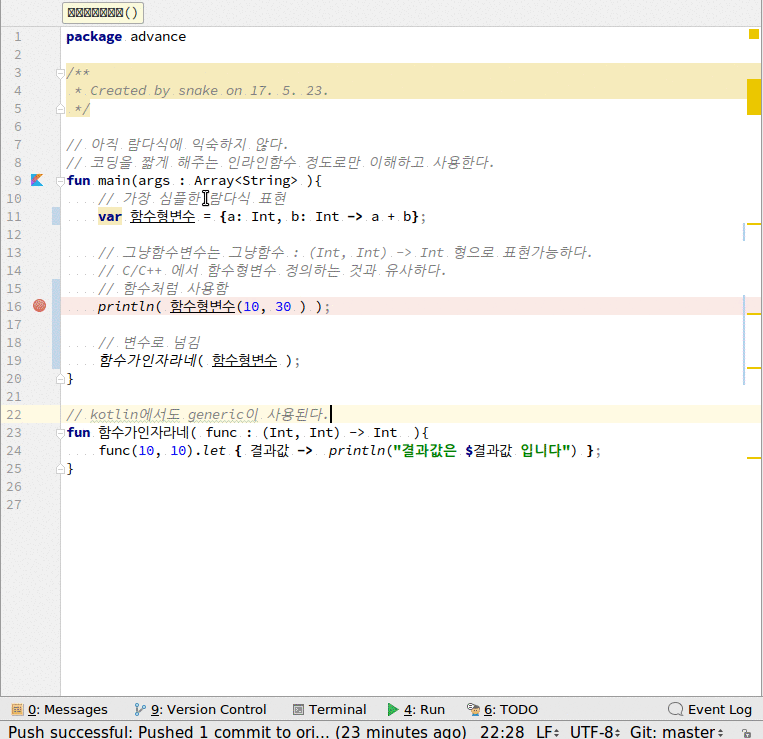 ()
1 package advance
2
3 /**
4 * Created by snake on 17. 5. 23.
5 */
6
7 // 아직 람다식에 익숙하지 않다.
8 // 코딩을 짧게 해주는 인라인함수 정도로만 이해하고 사용한다.
9 fun main(args : Array<String> ){
10 // 가장 심플한 람다식 표현
11 var 함수형변수 = {a: Int, b: Int -> a + b};
12
13 // 그냥함수변수는 그냥함수 : (Int, Int) -> Int 형으로 표현가능하다.
14 // C/C++ 에서 함수형변수 정의하는 것과 유사하다.
15 // 함수처럼 사용함
16 println( 함수형변수(10, 30 ) );
17
18 // 변수로 넘김
19 함수가인자라네( 함수형변수 );
20 }
21
22 // kotlin에서도 generic이 사용된다.
23 fun 함수가인자라네( func : (Int, Int) -> Int ){
24 func(10, 10).let { 결과값 -> println("결과값은 $결과값 입니다") };
25 }
26
27
0: Messages 9: Version Control Terminal 4: Run 6: TODO Event Log
Push successful: Pushed 1 commit to ori... (23 minutes ago) 22:28 LF UTF-8 Git: master